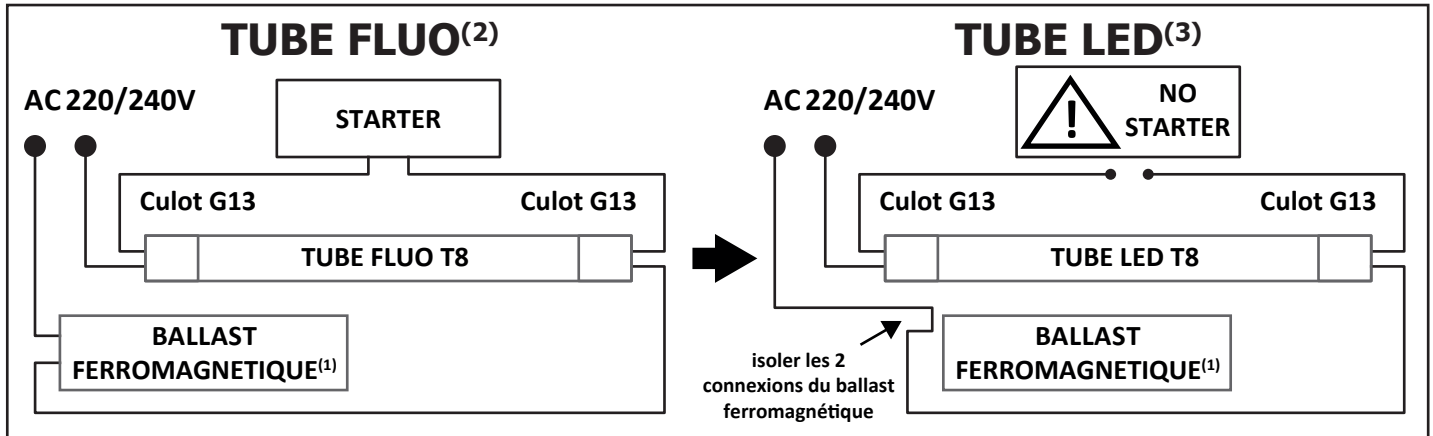 TUBE FLUO(2)
AC 220/240V
STARTER
Culot G13
Culot G13
TUBE FLUO T8
BALLAST
FERROMAGNETIQUE(1)
TUBE LED(3)
AC 220/240V
!
NO
STARTER
Culot G13
Culot G13
TUBE LED T8
isoler les 2
connexions du ballast
ferromagnétique
BALLAST
FERROMAGNETIQUE(1)